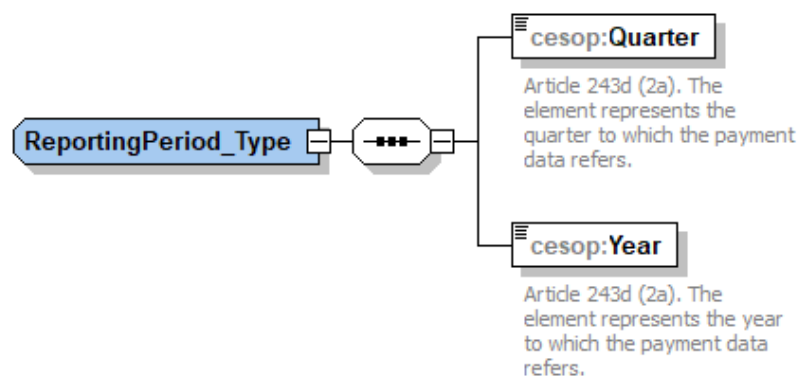 cesop:Quarter
Article 243d (2a). The
element represents the
quarter to which the payment
data refers.
ReportingPeriod_Type
cesop:Year
Article 243d (2a). The
element represents the year
to which the payment data
refers.